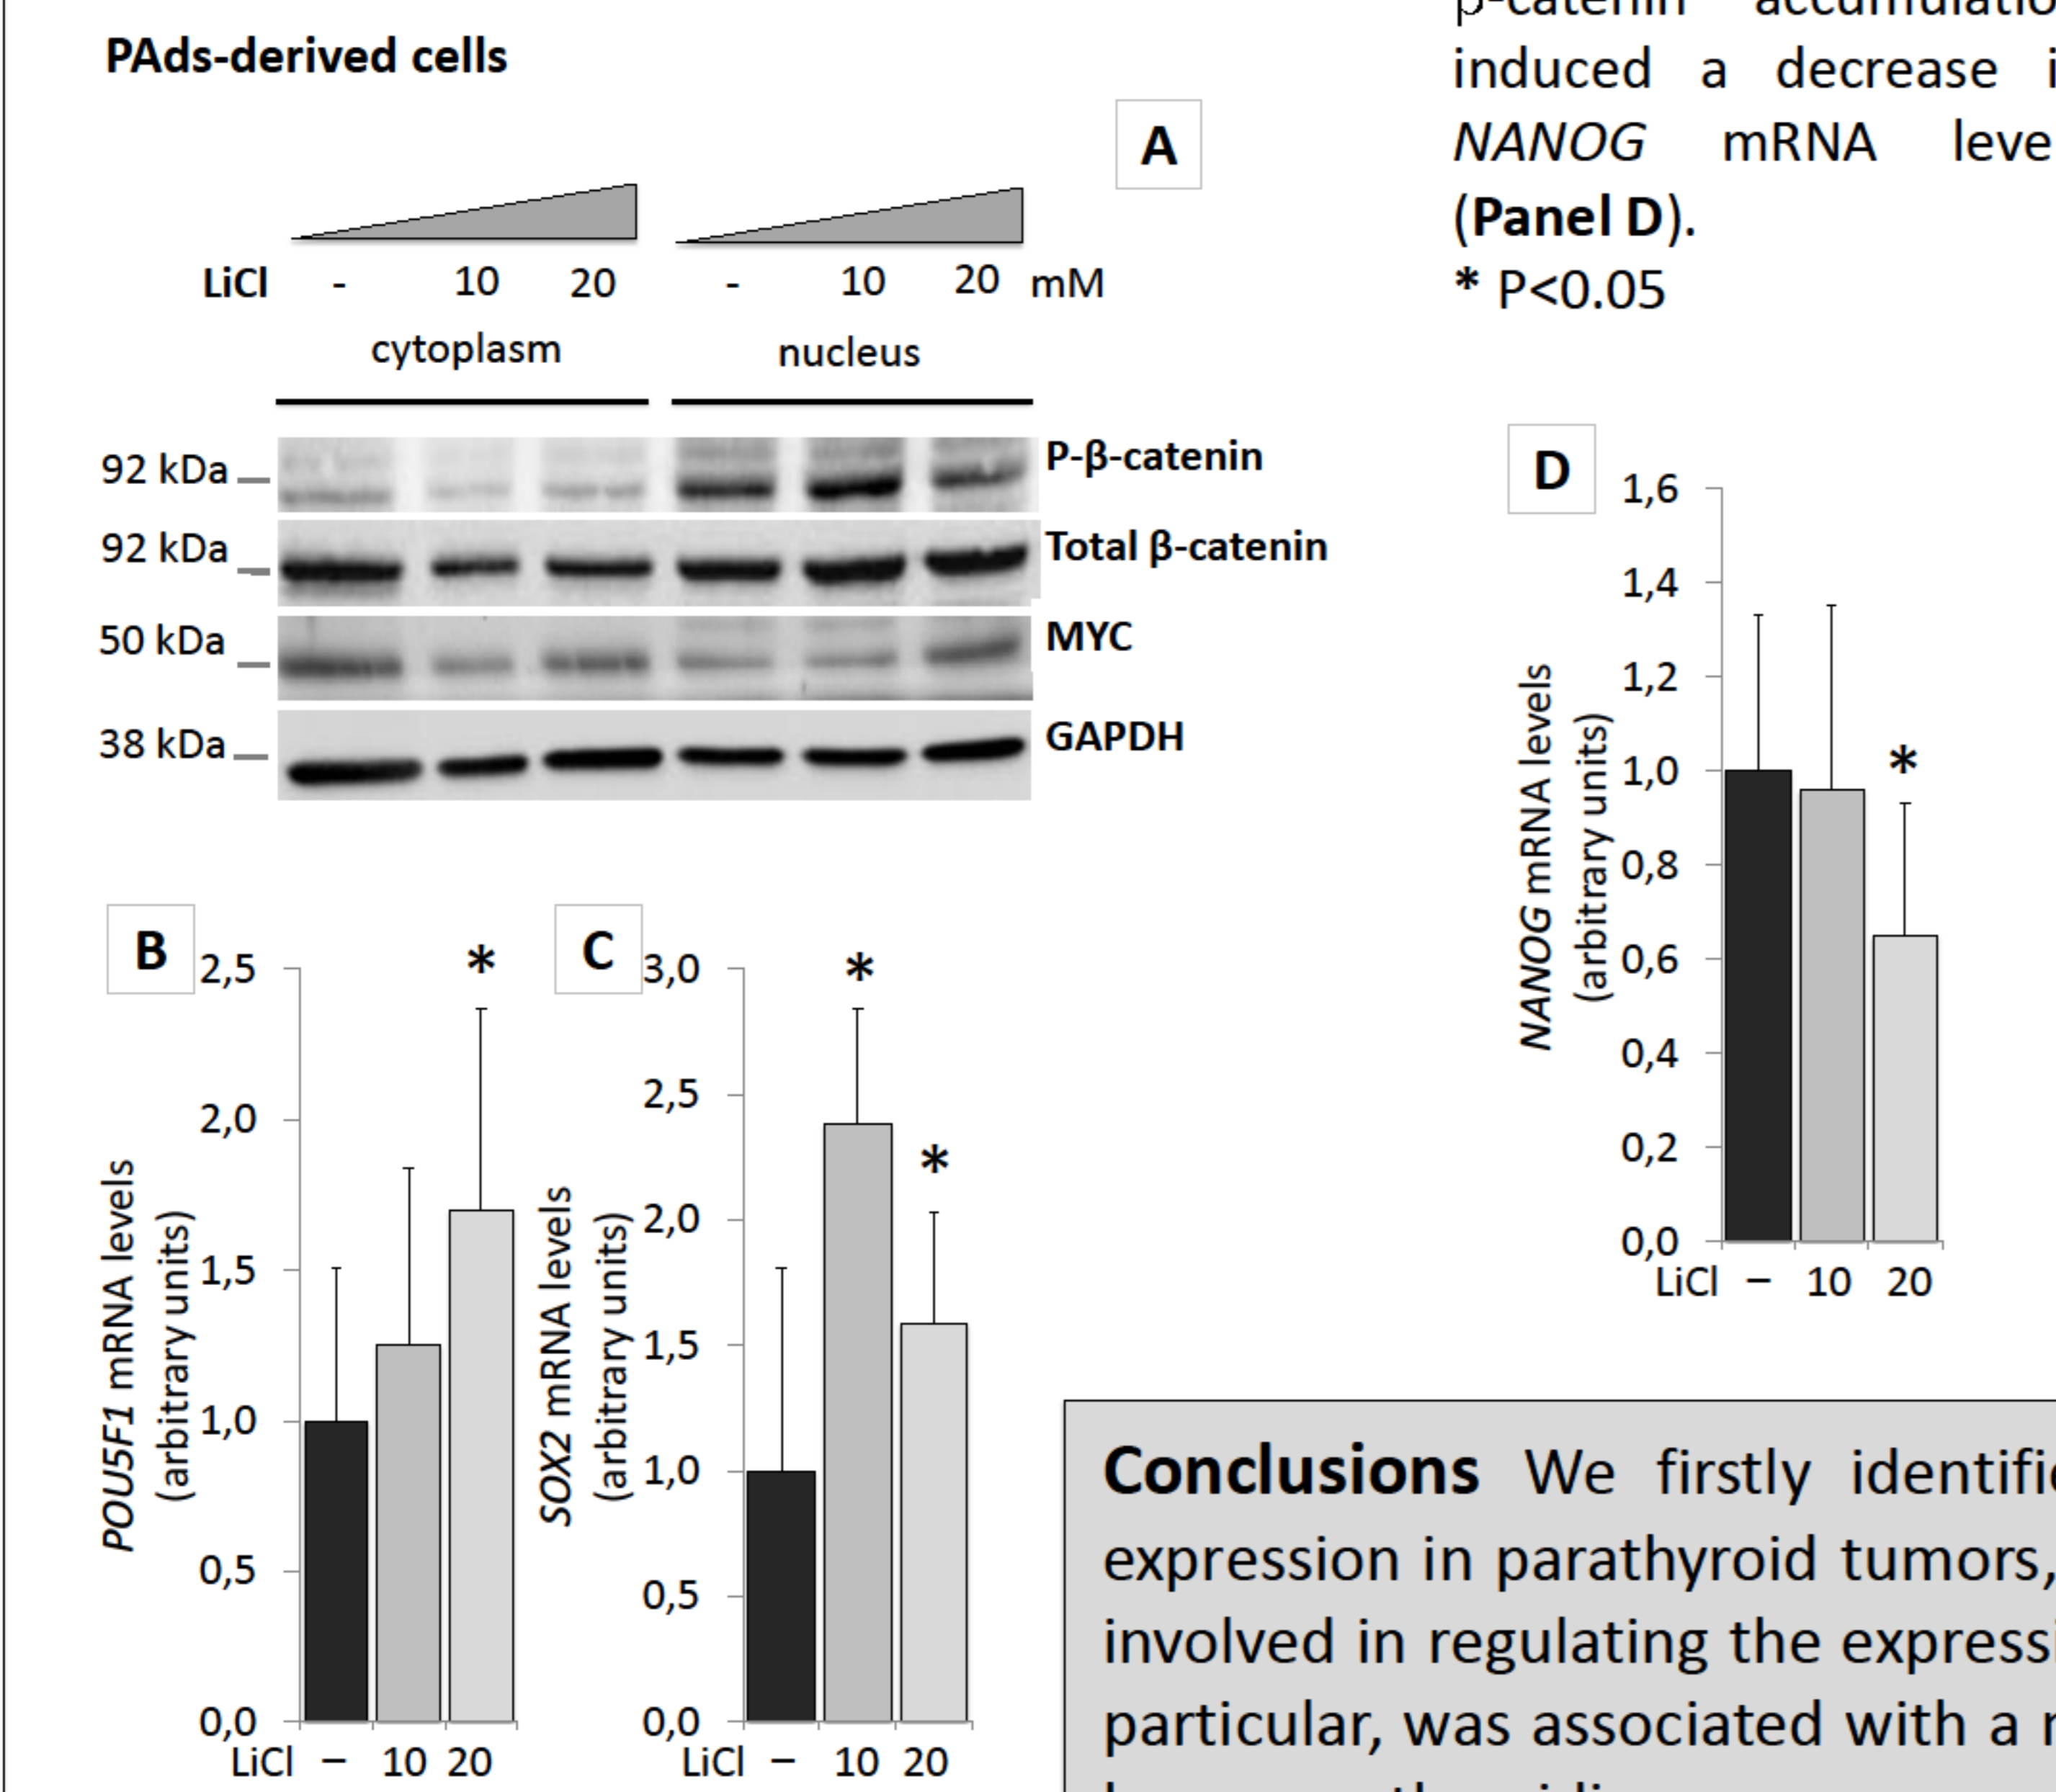 PAds-derived cells
A
LiCl - 10 20 - 10 20 mM
cytoplasm nucleus
92 kDa P-β-catenin
92 kDa Total β-catenin
50 kDa MYC
38 kDa GAPDH
β-catenin
induced a decrease
NANOG mRNA
(Panel D).
* P<0.05
B
POU5F1 mRNA levels
(arbitrary units)
2,5
2,0
1,5
1,0
0,5
0,0
*
LiCl – 10 20
C
SOX2 mRNA levels
(arbitrary units)
3,0
2,5
2,0
1,5
1,0
0,5
0,0
*
*
LiCl – 10 20
D
NANOG mRNA levels
(arbitrary units)
1,6
1,4
1,2
1,0
0,8
0,6
0,4
0,2
0,0
*
LiCl – 10 20
Conclusions We firstly
expression in parathyroid tumors,
involved in regulating the
particular, was associated with a